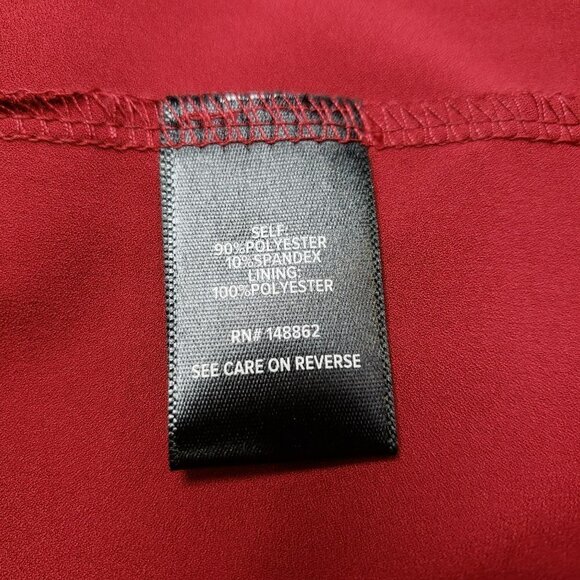 SELF:
90%POLYESTER
10%SPANDEX
LINING:
100%POLYESTER
RN# 148862
SEE CARE ON REVERSE